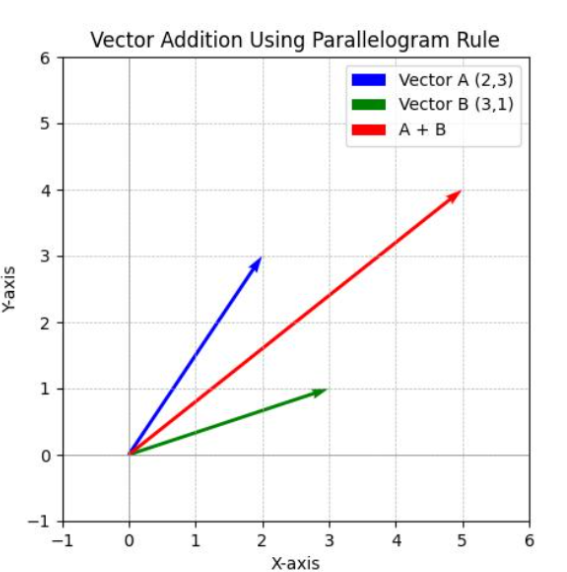 Vector Addition Using Parallelogram Rule
6
5
4
3
2
1
0
−1
Y-axis
Vector A (2,3)
Vector B (3,1)
A + B
−1 0 1 2 3 4 5 6
X-axis